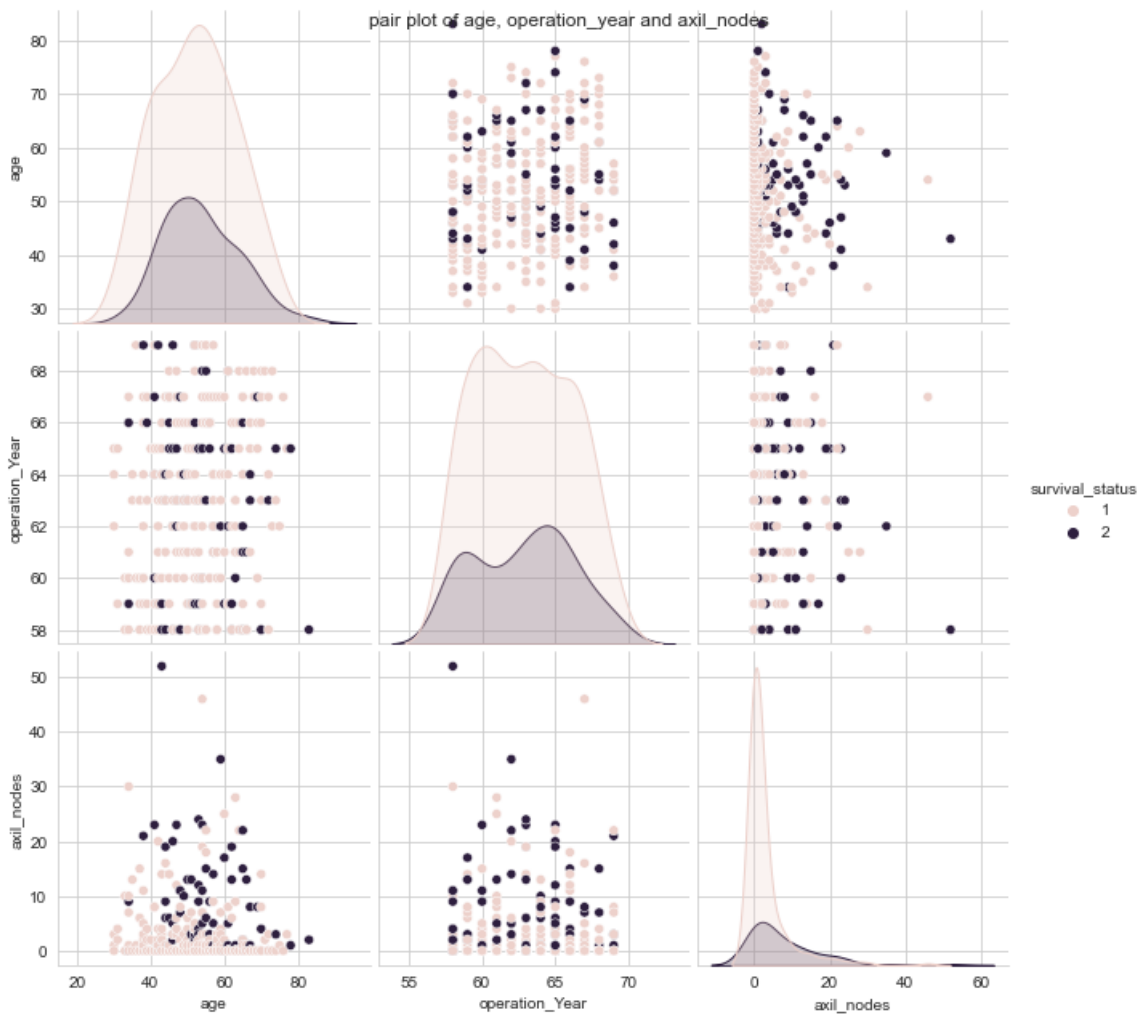 pair plot of age, operation_year and axil_nodes
80
70
60
50
40
30
age
68
66
64
62
60
58
operation_Year
survival_status
1
2
50
40
30
20
10
0
axil_nodes
20 40 60 80 55 60 65 70 0 20 40 60
age operation_Year axil_nodes